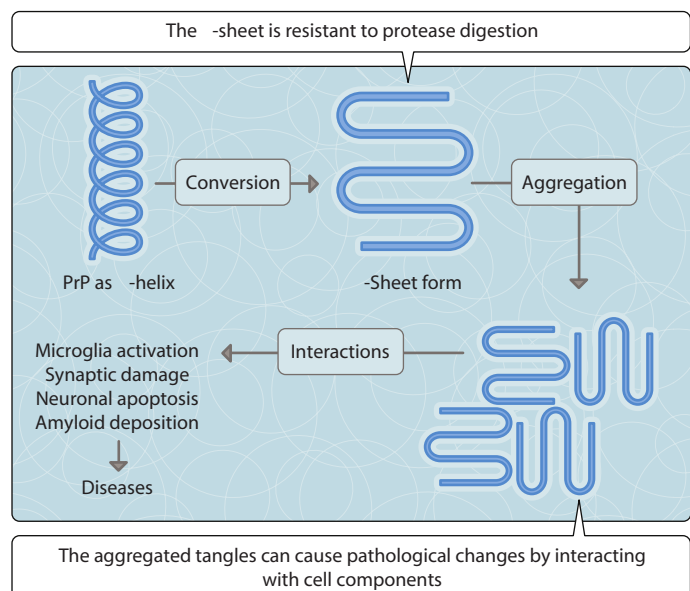 The -sheet is resistant to protease digestion
Conversion
Aggregation
PrP as -helix
-Sheet form
Interactions
Microglia activation
Synaptic damage
Neuronal apoptosis
Amyloid deposition
Diseases
The aggregated tangles can cause pathological changes by interacting
with cell components